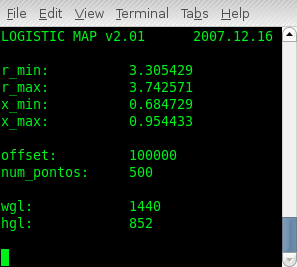 File Edit View Terminal Tabs Help
LOGISTIC MAP v2.01 2007.12.16
r_min: 3.305429
r_max: 3.742571
x_min: 0.684729
x_max: 0.954433
offset: 100000
num_pontos: 500
wgl: 1440
hgl: 852